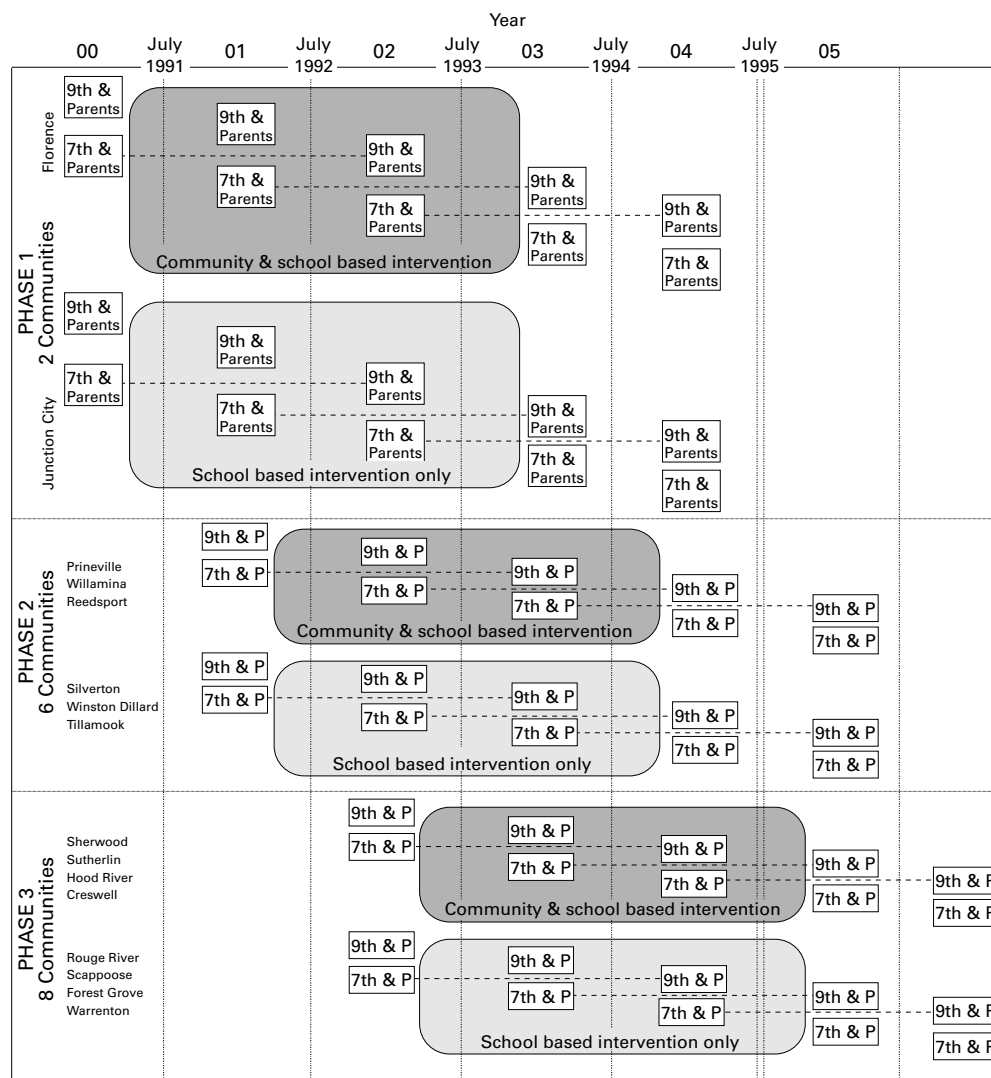 Year
00
July
1991
01
July
1992
02
July
1993
03
July
1994
04
July
1995
05
PHASE 1
2 Communities
Florence
9th &
Parents
7th &
Parents
9th &
Parents
7th &
Parents
9th &
Parents
7th &
Parents
9th &
Parents
7th &
Parents
9th &
Parents
7th &
Parents
Community & school based intervention
Junction City
9th &
Parents
7th &
Parents
9th &
Parents
7th &
Parents
9th &
Parents
7th &
Parents
9th &
Parents
7th &
Parents
9th &
Parents
7th &
Parents
School based intervention only
PHASE 2
6 Communities
Prineville
Willamina
Reedsport
9th & P
7th & P
9th & P
7th & P
9th & P
7th & P
9th & P
7th & P
9th & P
7th & P
Community & school based intervention
Silverton
Winston Dillard
Tillamook
9th & P
7th & P
9th & P
7th & P
9th & P
7th & P
9th & P
7th & P
9th & P
7th & P
School based intervention only
PHASE 3
8 Communities
Sherwood
Sutherlin
Hood River
Creswell
9th & P
7th & P
9th & P
7th & P
9th & P
7th & P
9th & P
7th & P
9th & P
7th & P
Community & school based intervention
Rouge River
Scappoose
Forest Grove
Warrenton
9th & P
7th & P
9th & P
7th & P
9th & P
7th & P
9th & P
7th & P
9th & P
7th & P
School based intervention only